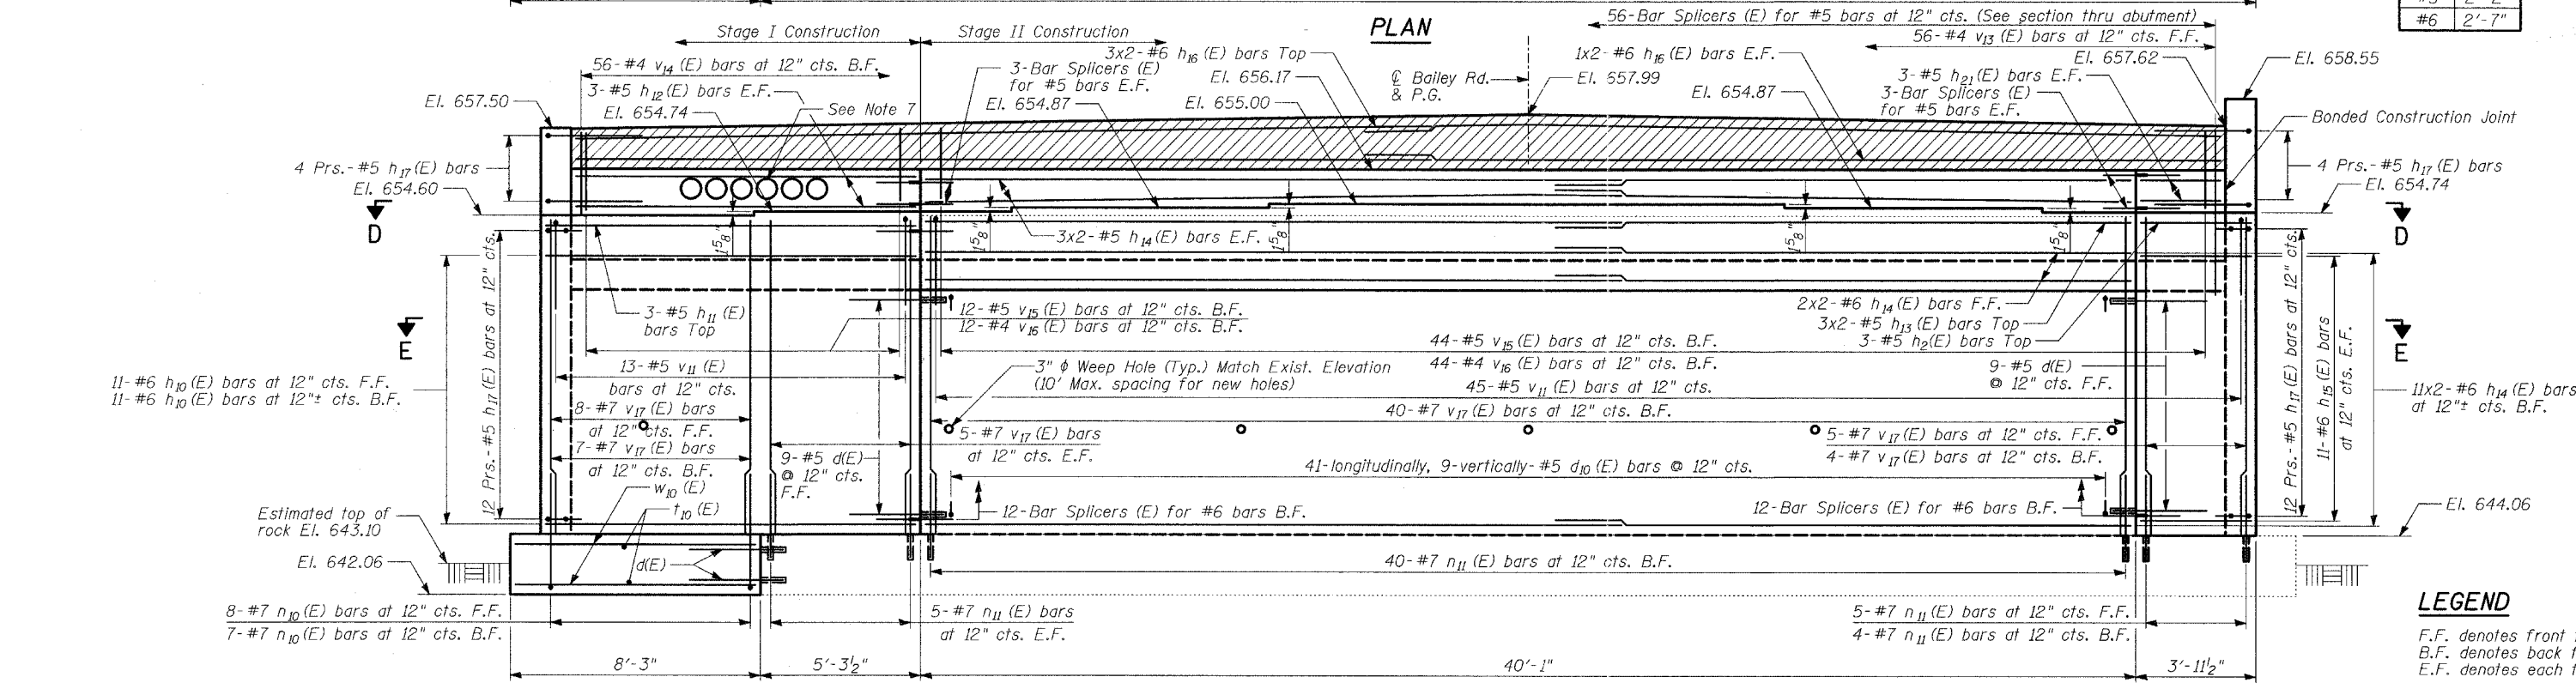 PLAN
#6 2'-7"
56-Bar Splicers (E) for #5 bars at 12" cts. (See section thru abutment)
Stage I Construction
Stage II Construction
56-#4 v13 (E) bars at 12" cts. F.F.
3x2-#6 h16 (E) bars Top
1x2-#6 h16 (E) bars E.F.
El. 657.62
El. 658.55
56-#4 v14 (E) bars at 12" cts. B.F.
3-Bar Splicers (E)
for #5 bars E.F.
El. 656.17
℄ Bailey Rd.
& P.G.
El. 657.99
3-#5 h21 (E) bars E.F.
3-#5 h12 (E) bars E.F.
3-Bar Splicers (E)
for #5 bars E.F.
El. 657.50
El. 654.74
See Note 7
El. 654.87
El. 655.00
El. 654.87
Bonded Construction Joint
4 Prs.-#5 h17 (E) bars
El. 654.60
4 Prs.-#5 h17 (E) bars
El. 654.74
D
D
1 5/8"
1 5/8"
1 5/8"
1 5/8"
1 5/8"
3x2-#5 h14 (E) bars E.F.
12 Prs.-#5 h17 (E) bars at 12" cts.
3-#5 h11 (E)
bars Top
12-#5 v15 (E) bars at 12" cts. B.F.
12-#4 v16 (E) bars at 12" cts. B.F.
2x2-#6 h14 (E) bars F.F.
3x2-#5 h13 (E) bars Top
3-#5 h2(E) bars Top
E
E
44-#5 v15 (E) bars at 12" cts. B.F.
44-#4 v16 (E) bars at 12" cts. B.F.
13-#5 v11 (E)
bars at 12" cts.
3" ϕ Weep Hole (Typ.) Match Exist. Elevation
(10' Max. spacing for new holes)
45-#5 v11 (E) bars at 12" cts.
9-#5 d(E)
@ 12" cts. F.F.
12 Prs.-#5 h17 (E) bars at 12" cts.
11-#6 h15 (E) bars
at 12" cts. E.F.
11-#6 h10 (E) bars at 12" cts. F.F.
11-#6 h10 (E) bars at 12"± cts. B.F.
11x2-#6 h14 (E) bars
at 12"± cts. B.F.
8-#7 v17 (E) bars
at 12" cts. F.F.
7-#7 v17 (E) bars
at 12" cts. B.F.
40-#7 v17 (E) bars at 12" cts. B.F.
5-#7 v17 (E) bars
at 12" cts. E.F.
5-#7 v17 (E) bars at 12" cts. F.F.
4-#7 v17 (E) bars at 12" cts. B.F.
9-#5 d(E)
@ 12" cts.
F.F.
41-longitudinally, 9-vertically-#5 d10 (E) bars @ 12" cts.
w10 (E)
t10 (E)
12-Bar Splicers (E) for #6 bars B.F.
12-Bar Splicers (E) for #6 bars B.F.
Estimated top of
rock El. 643.10
El. 644.06
El. 642.06
d(E)
40-#7 n11 (E) bars at 12" cts. B.F.
8-#7 n10 (E) bars at 12" cts. F.F.
7-#7 n10 (E) bars at 12" cts. B.F.
5-#7 n11 (E) bars
at 12" cts. E.F.
5-#7 n11 (E) bars at 12" cts. F.F.
4-#7 n11 (E) bars at 12" cts. B.F.
LEGEND
F.F. denotes front
B.F. denotes back
E.F. denotes each
8'-3"
5'-3 1/2"
40'-1"
3'-11 1/2"